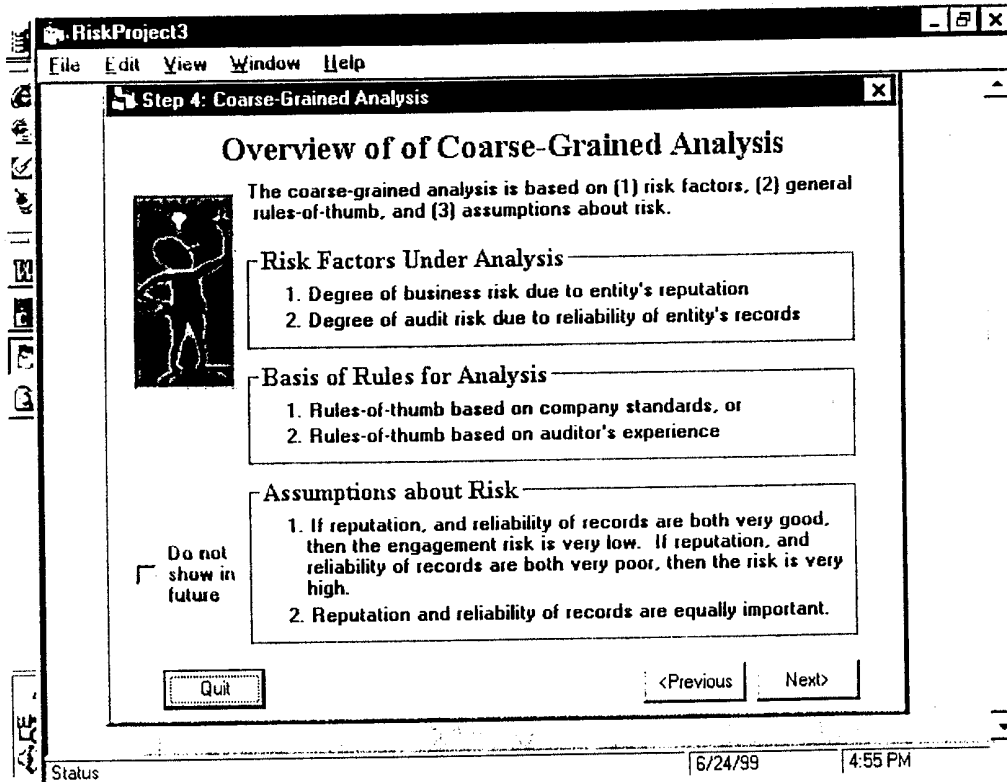 RiskProject3
File Edit View Window Help
Step 4: Coarse-Grained Analysis
Overview of of Coarse-Grained Analysis
The coarse-grained analysis is based on (1) risk factors, (2) general
rules-of-thumb, and (3) assumptions about risk.
Risk Factors Under Analysis
1. Degree of business risk due to entity's reputation
2. Degree of audit risk due to reliability of entity's records
Basis of Rules for Analysis
1. Rules-of-thumb based on company standards, or
2. Rules-of-thumb based on auditor's experience
Assumptions about Risk
1. If reputation, and reliability of records are both very good,
then the engagement risk is very low. If reputation, and
reliability of records are both very poor, then the risk is very
high.
2. Reputation and reliability of records are equally important.
Do not
show in
future
Quit
<Previous
Next>
Status
6/24/99
4:55 PM